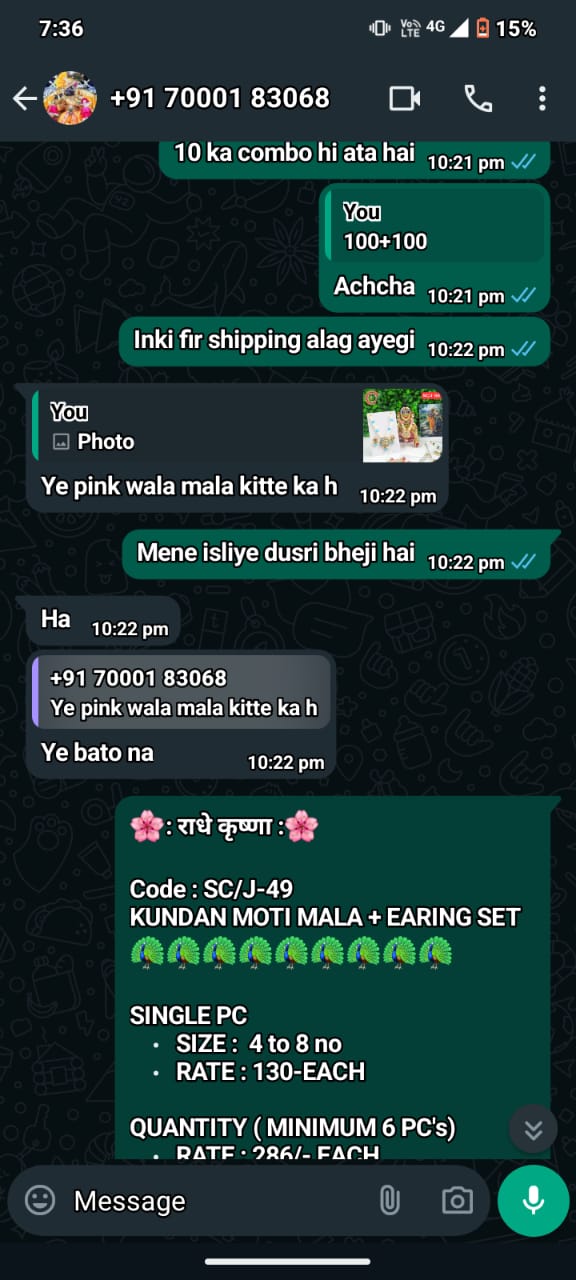 7:36
Vo) LTE 4G 15%
+91 70001 83068
10 ka combo hi ata hai 10:21 pm
You
100+100
Achcha 10:21 pm
Inki fir shipping alag ayegi 10:22 pm
You
Photo
Ye pink wala mala kitte ka h 10:22 pm
Mene isliye dusri bheji hai 10:22 pm
Ha 10:22 pm
+91 70001 83068
Ye pink wala mala kitte ka h
Ye bato na 10:22 pm
🌸: राधे कृष्णा :🌸
Code : SC/J-49
KUNDAN MOTI MALA + EARING SET
🦚🦚🦚🦚🦚🦚🦚🦚🦚
SINGLE PC
• SIZE : 4 to 8 no
• RATE : 130-EACH
QUANTITY ( MINIMUM 6 PC's)
• RATE : 286/- EACH
Message